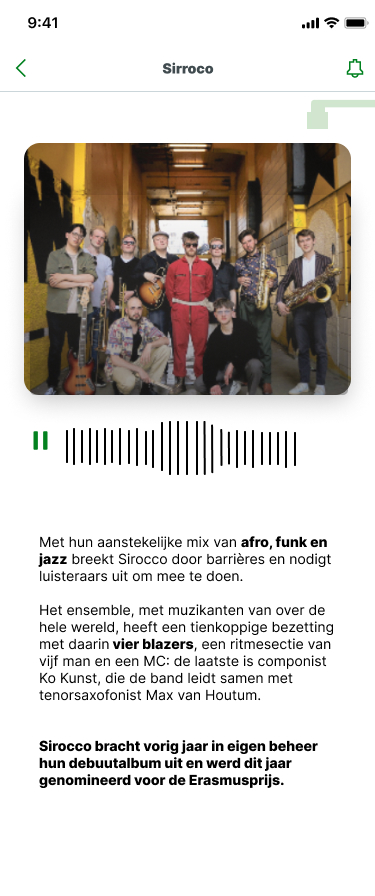 9:41
Sirroco
Met hun aanstekelijke mix van afro, funk en
jazz breekt Sirocco door barrières en nodigt
luisteraars uit om mee te doen.
Het ensemble, met muzikanten van over de
hele wereld, heeft een tienkoppige bezetting
met daarin vier blazers, een ritmesectie van
vijf man en een MC: de laatste is componist
Ko Kunst, die de band leidt samen met
tenorsaxofonist Max van Houtum.
Sirocco bracht vorig jaar in eigen beheer
hun debuutalbum uit en werd dit jaar
genomineerd voor de Erasmusprijs.